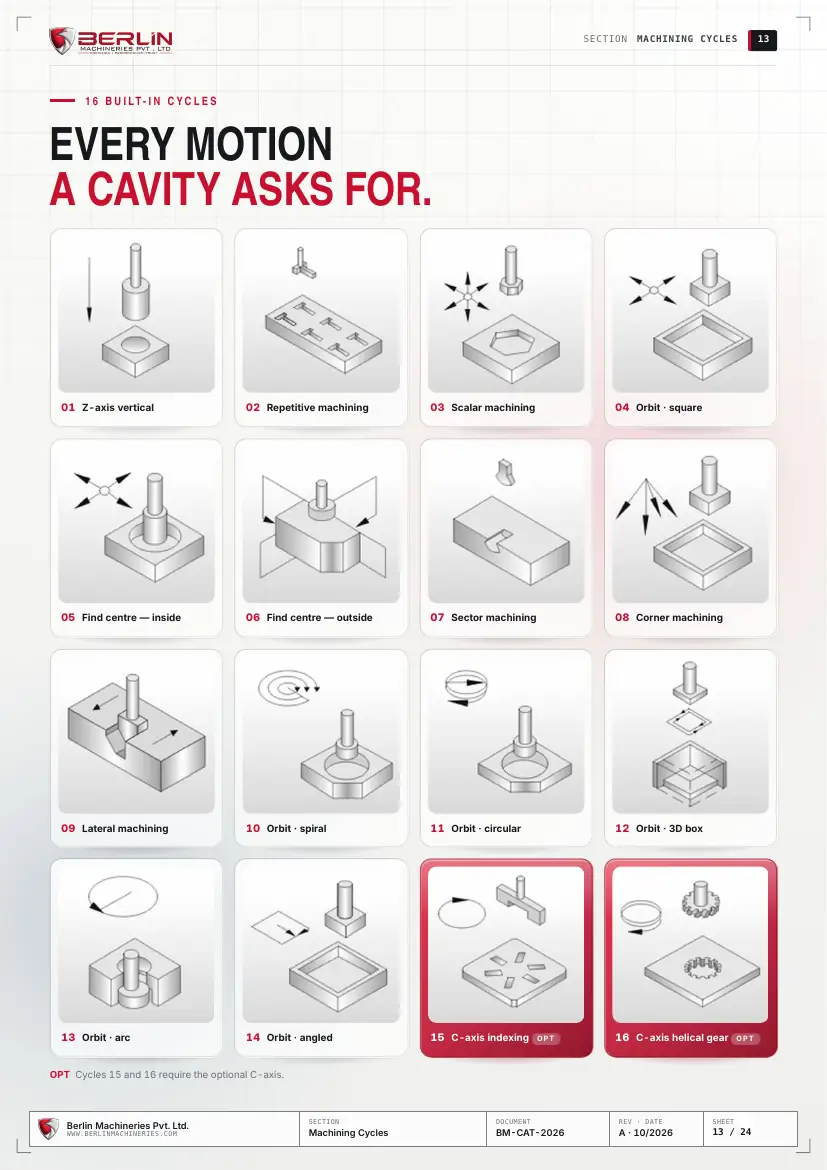 BERLIN
MACHINERIES PVT . LTD
SECTION MACHINING CYCLES 13
16 BUILT-IN CYCLES
EVERY MOTION
A CAVITY ASKS FOR.
01 Z-axis vertical
02 Repetitive machining
03 Scalar machining
04 Orbit · square
05 Find centre — inside
06 Find centre — outside
07 Sector machining
08 Corner machining
09 Lateral machining
10 Orbit · spiral
11 Orbit · circular
12 Orbit · 3D box
13 Orbit · arc
14 Orbit · angled
15 C-axis indexing OPT
16 C-axis helical gear OPT
OPT Cycles 15 and 16 require the optional C-axis.
Berlin Machineries Pvt. Ltd.
WWW.BERLINMACHINERIES.COM
SECTION
Machining Cycles
DOCUMENT
BM-CAT-2026
REV · DATE
A · 10/2026
SHEET
13 / 24